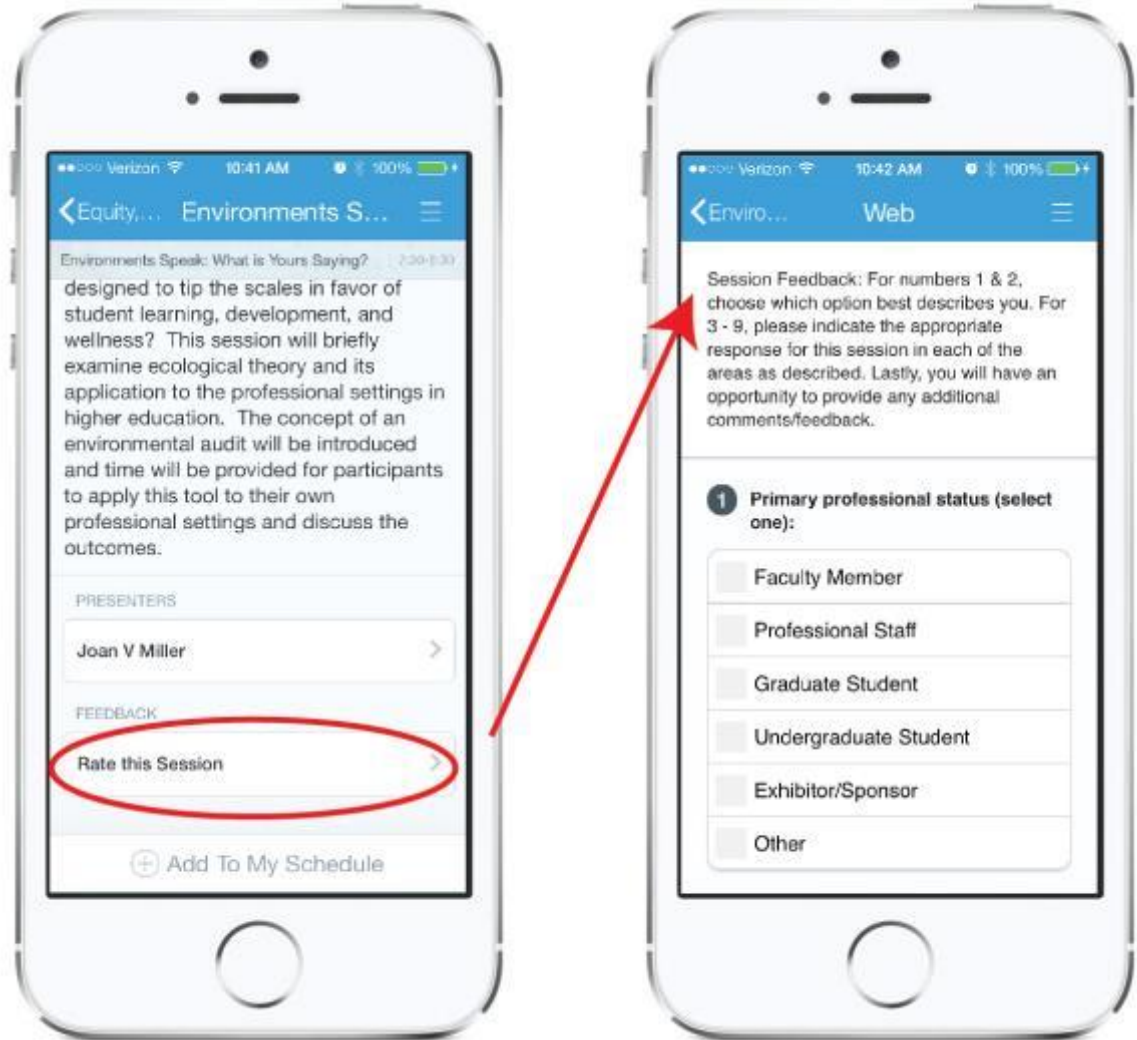 Verizon 10:41 AM 100%
Equity,... Environments S...
Environments Speak: What is Yours Saying?
designed to tip the scales in favor of
student learning, development, and
wellness? This session will briefly
examine ecological theory and its
application to the professional settings in
higher education. The concept of an
environmental audit will be introduced
and time will be provided for participants
to apply this tool to their own
professional settings and discuss the
outcomes.
PRESENTERS
Joan V Miller
FEEDBACK
Rate this Session
Add To My Schedule
Verizon 10:42 AM 100%
Enviro... Web
Session Feedback: For numbers 1 & 2,
choose which option best describes you. For
3 - 9, please indicate the appropriate
response for this session in each of the
areas as described. Lastly, you will have an
opportunity to provide any additional
comments/feedback.
1 Primary professional status (select
one):
Faculty Member
Professional Staff
Graduate Student
Undergraduate Student
Exhibitor/Sponsor
Other